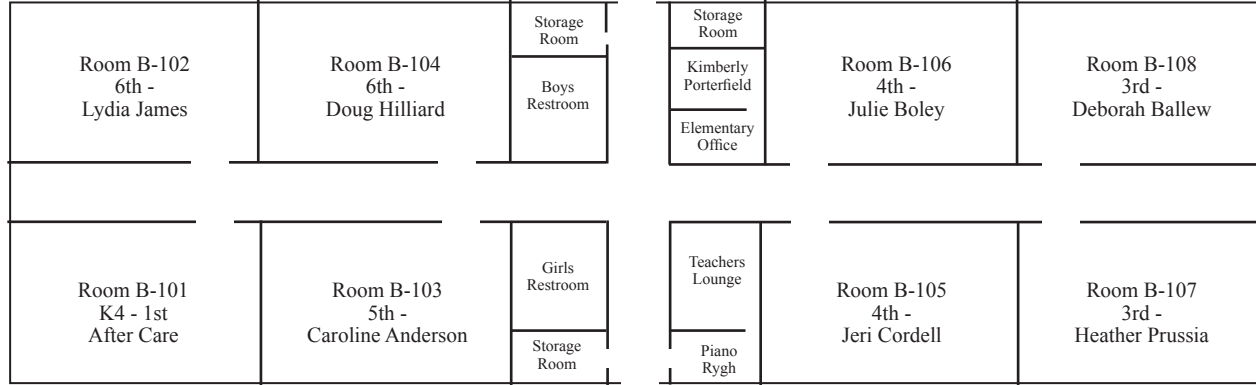 Room B-102
6th -
Lydia James
Room B-104
6th -
Doug Hilliard
Storage
Room
Boys
Restroom
Storage
Room
Kimberly
Porterfield
Elementary
Office
Room B-106
4th -
Julie Boley
Room B-108
3rd -
Deborah Ballew
Room B-101
K4 - 1st
After Care
Room B-103
5th -
Caroline Anderson
Girls
Restroom
Storage
Room
Teachers
Lounge
Piano
Rygh
Room B-105
4th -
Jeri Cordell
Room B-107
3rd -
Heather Prussia